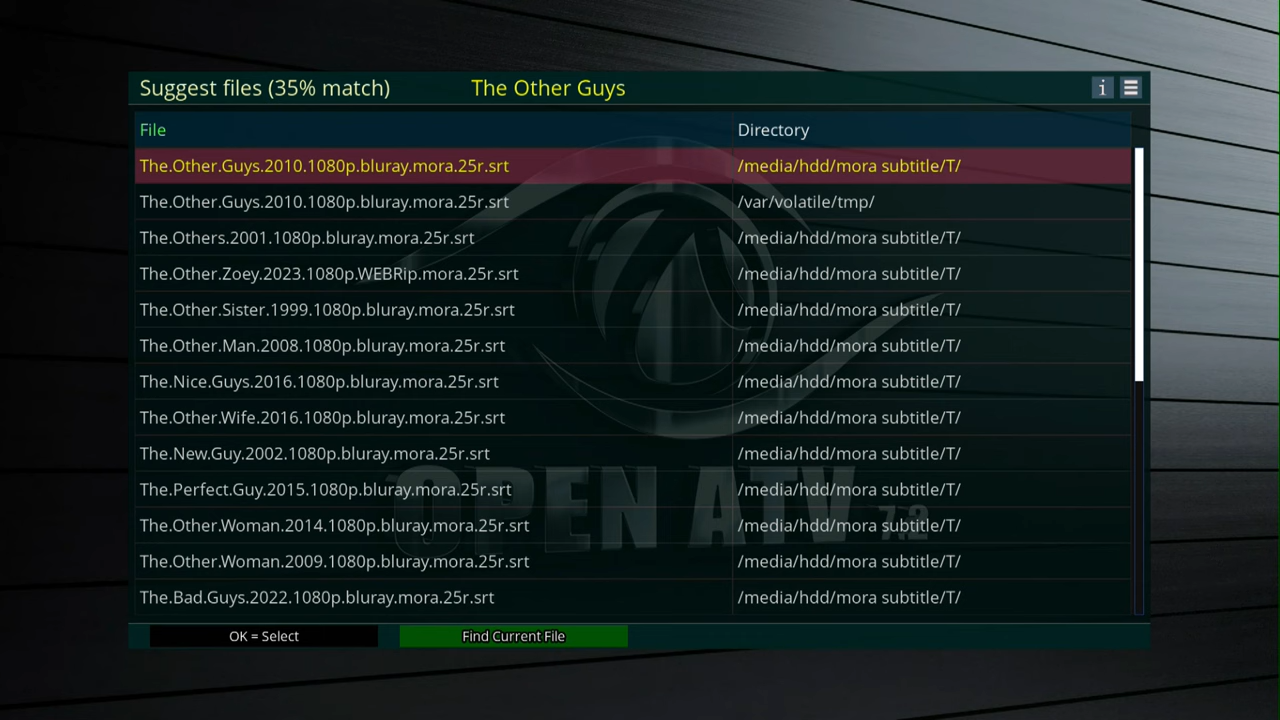 Suggest files (35% match) The Other Guys i
File Directory
The.Other.Guys.2010.1080p.bluray.mora.25r.srt /media/hdd/mora subtitle/T/
The.Other.Guys.2010.1080p.bluray.mora.25r.srt /var/volatile/tmp/
The.Others.2001.1080p.bluray.mora.25r.srt /media/hdd/mora subtitle/T/
The.Other.Zoey.2023.1080p.WEBRip.mora.25r.srt /media/hdd/mora subtitle/T/
The.Other.Sister.1999.1080p.bluray.mora.25r.srt /media/hdd/mora subtitle/T/
The.Other.Man.2008.1080p.bluray.mora.25r.srt /media/hdd/mora subtitle/T/
The.Nice.Guys.2016.1080p.bluray.mora.25r.srt /media/hdd/mora subtitle/T/
The.Other.Wife.2016.1080p.bluray.mora.25r.srt /media/hdd/mora subtitle/T/
The.New.Guy.2002.1080p.bluray.mora.25r.srt /media/hdd/mora subtitle/T/
The.Perfect.Guy.2015.1080p.bluray.mora.25r.srt /media/hdd/mora subtitle/T/
OPEN ATV 7.2
The.Other.Woman.2014.1080p.bluray.mora.25r.srt /media/hdd/mora subtitle/T/
The.Other.Woman.2009.1080p.bluray.mora.25r.srt /media/hdd/mora subtitle/T/
The.Bad.Guys.2022.1080p.bluray.mora.25r.srt /media/hdd/mora subtitle/T/
OK = Select Find Current File